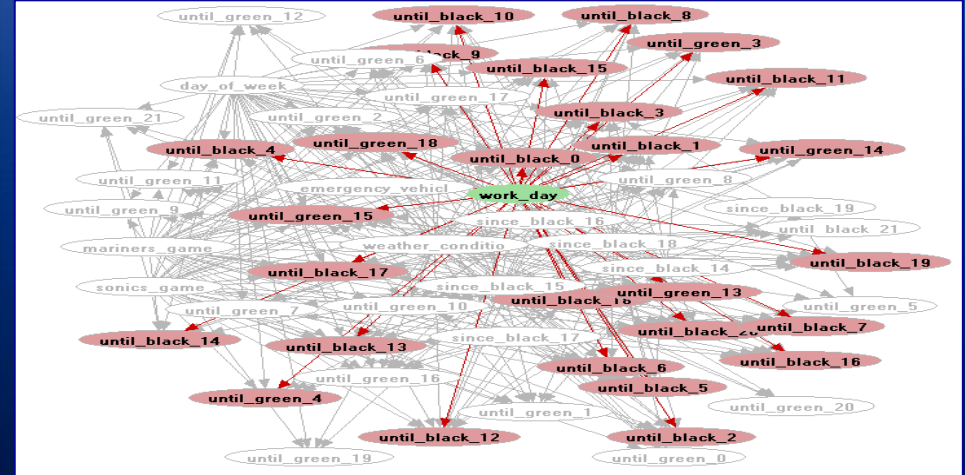 until_green_12
until_black_10
until_black_8
until_green_3
until_green_6
until_black_15
until_black_11
day_of_week
until_green_17
until_black_3
until_green_21
until_green_2
until_black_4
until_green_18
until_black_0
until_black_1
until_green_14
until_green_11
emergency_vehicl
work_day
until_green_8
until_green_9
until_green_15
since_black_16
since_black_19
until_black_21
mariners_game
weather_conditio
since_black_18
until_black_17
since_black_14
until_black_19
sonics_game
since_black_15
until_green_13
until_green_7
until_green_10
until_green_5
until_black_14
until_black_13
since_black_17
until_black_7
until_black_6
until_black_16
until_green_16
until_black_5
until_green_4
until_green_1
until_green_20
until_black_12
until_black_2
until_green_19
until_green_0